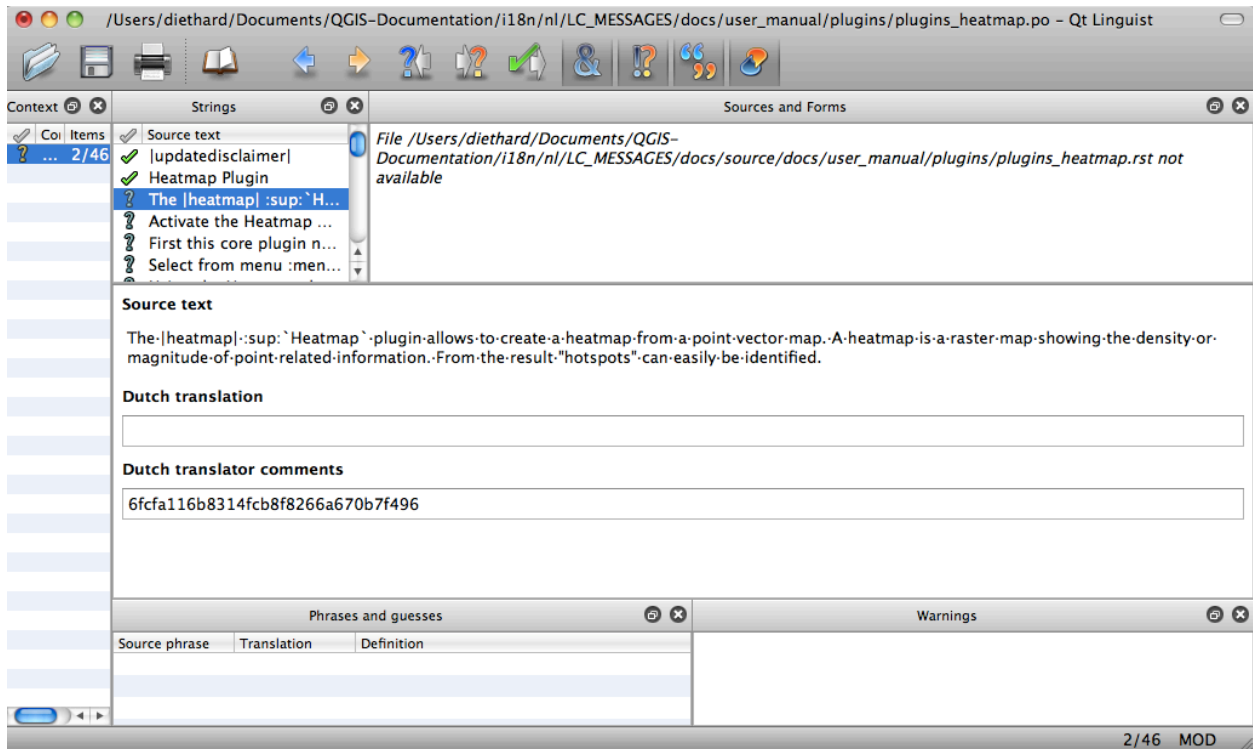 /Users/diethard/Documents/QGIS-Documentation/i18n/nl/LC_MESSAGES/docs/user_manual/plugins/plugins_heatmap.po – Qt Linguist
Context
Strings
Sources and Forms
Items
Source text
... 2/46
|updatedisclaimer|
Heatmap Plugin
The |heatmap| :sup:`H...
Activate the Heatmap ...
First this core plugin n...
Select from menu :men...
File /Users/diethard/Documents/QGIS-
Documentation/i18n/nl/LC_MESSAGES/docs/source/docs/user_manual/plugins/plugins_heatmap.rst not
available
Source text
The·|heatmap|·:sup:`Heatmap`·plugin·allows·to·create·a·heatmap·from·a·point·vector·map.·A·heatmap·is·a·raster·map·showing·the·density·or·
magnitude·of·point·related·information.·From·the·result·"hotspots"·can·easily·be·identified.
Dutch translation
Dutch translator comments
6fcfa116b8314fcb8f8266a670b7f496
Phrases and guesses
Warnings
Source phrase Translation Definition
2/46 MOD